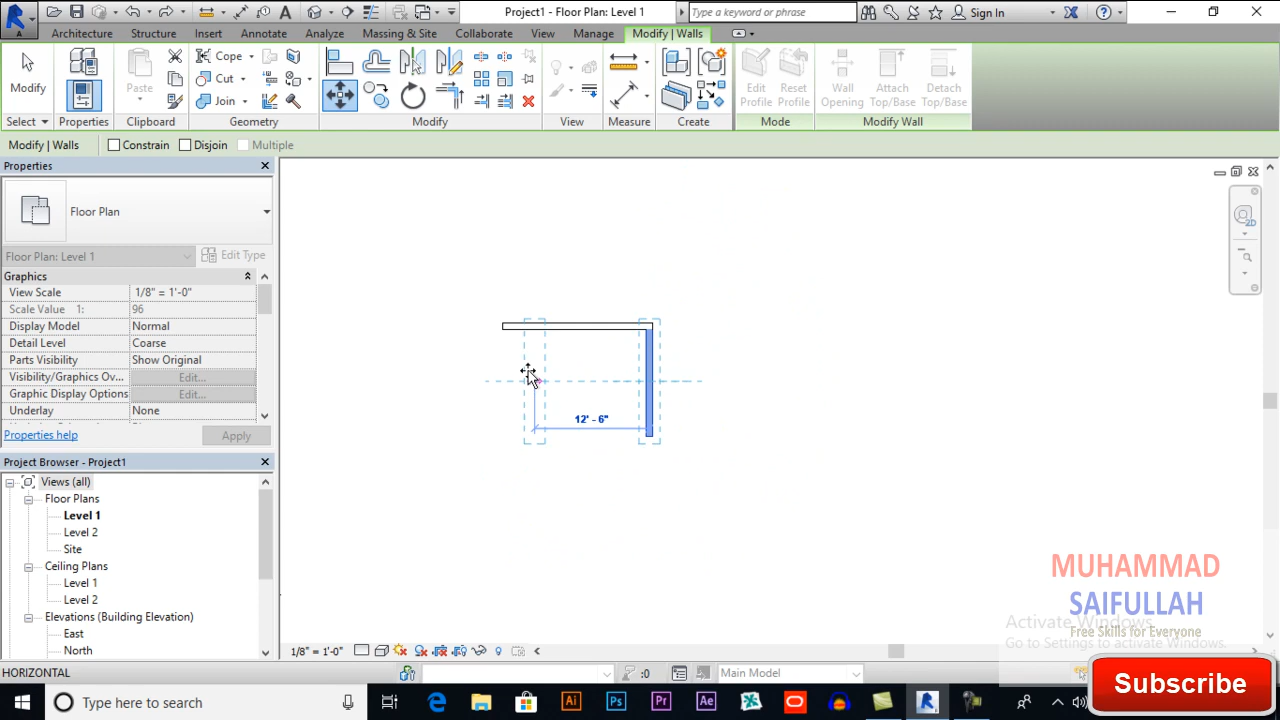 Project1 - Floor Plan: Level 1
Type a keyword or phrase
Sign In
Architecture Structure Insert Annotate Analyze Massing & Site Collaborate View Manage Modify | Walls
Modify
Paste
Cope
Cut
Join
Edit Profile
Reset Profile
Wall Opening
Attach Top/Base
Detach Top/Base
Select Properties Clipboard Geometry Modify View Measure Create Mode Modify Wall
Modify | Walls Constrain Disjoin Multiple
Properties
Floor Plan
Floor Plan: Level 1 Edit Type
Graphics
View Scale 1/8" = 1'-0"
Scale Value 1: 96
Display Model Normal
Detail Level Coarse
Parts Visibility Show Original
Visibility/Graphics Ov... Edit...
Graphic Display Options Edit...
Underlay None
Properties help Apply
Project Browser - Project1
Views (all)
Floor Plans
Level 1
Level 2
Site
Ceiling Plans
Level 1
Level 2
Elevations (Building Elevation)
East
North
12' - 6"
2D
MUHAMMAD
SAIFULLAH
Free Skills for Everyone
Activate Windows
Go to Settings to activate Windows.
1/8" = 1'-0"
HORIZONTAL
:0
Main Model
Subscribe
Type here to search
Ai Ps Pr Ae